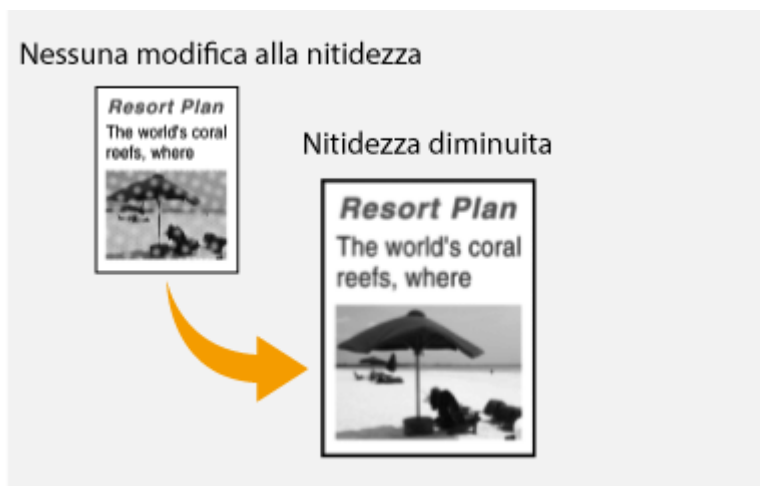 Nessuna modifica alla nitidezza
Resort Plan
The world's coral
reefs, where
Nitidezza diminuita
Resort Plan
The world's coral
reefs, where